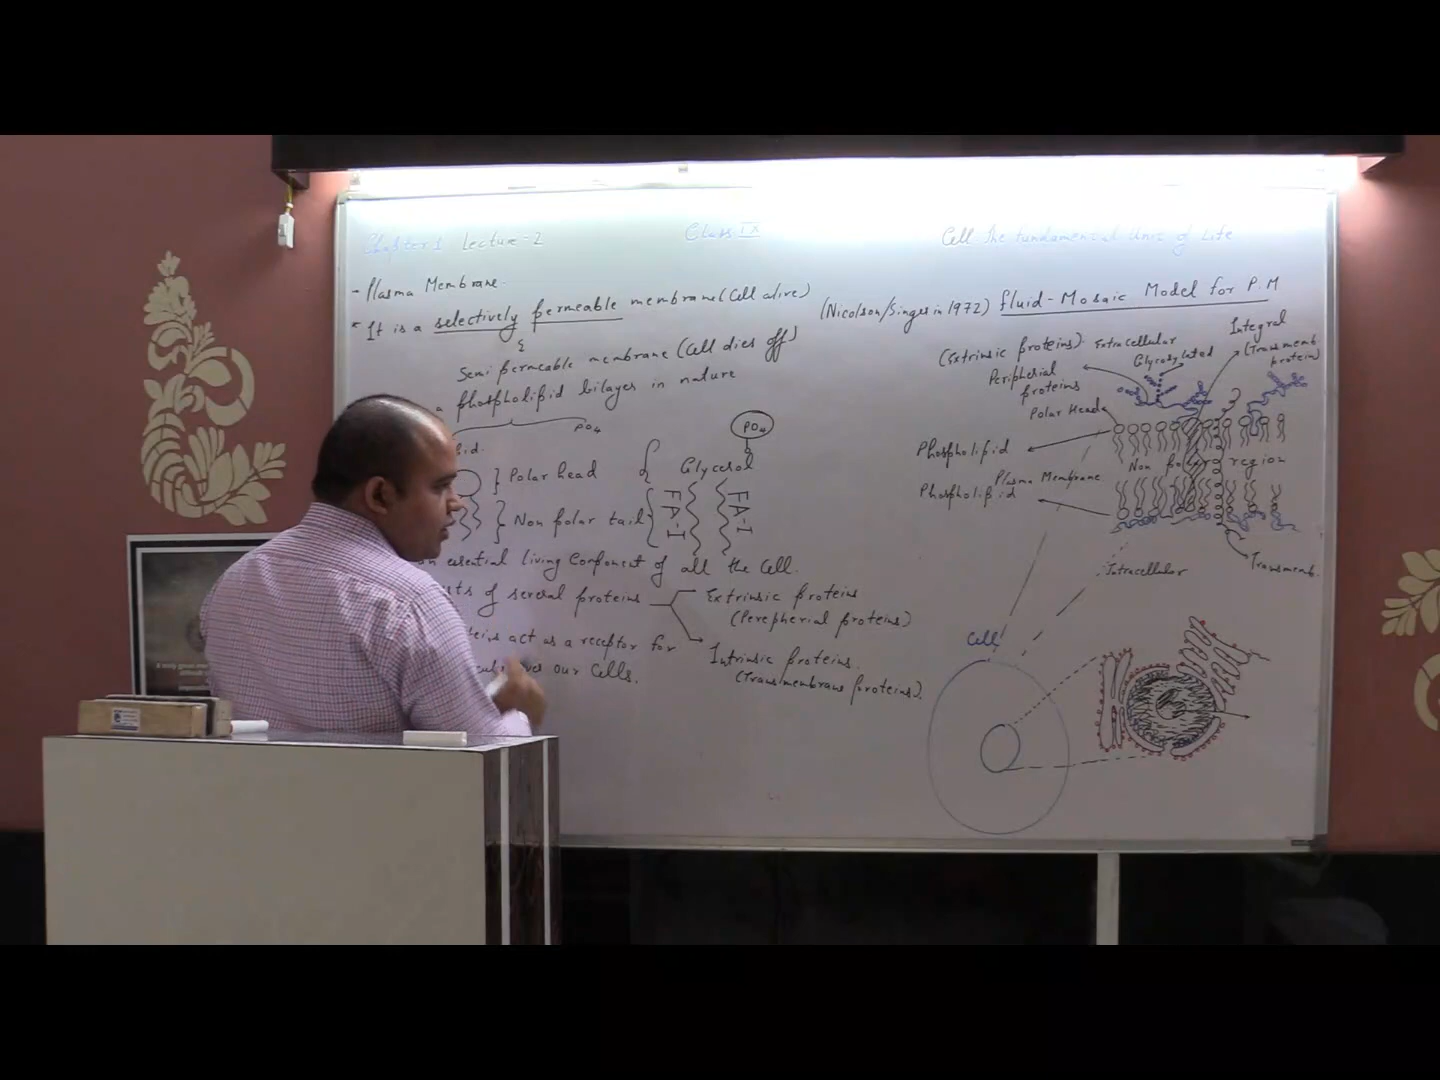 Chapter 1 Lecture-2
Class IX
Cell The Fundamental Unit of Life
- Plasma Membrane.
* It is a selectively permeable membrane (Cell alive)
&
Semi permeable membrane (Cell dies off)
a phospholipid bilayer in nature
PO4
Polar head
Non polar tail
PO4
Glycerol
FA-I
FA-I
an essential living component of all the Cell.
of several proteins
Extrinsic proteins
(Perepherial proteins)
act as a receptor for
Intrinsic proteins.
(Transmembrane proteins).
our Cells.
(Nicolson/Singer in 1972) Fluid-Mosaic Model for P.M
(Extrinsic proteins).
Peripherial
proteins
Extracellular
Glycosylated
Integral
(Transmemb.
protein)
Polar Head
Phospholipid
Non polar region
Plasma Membrane
Phospholipid
Intracellular
Transmemb.
Cell